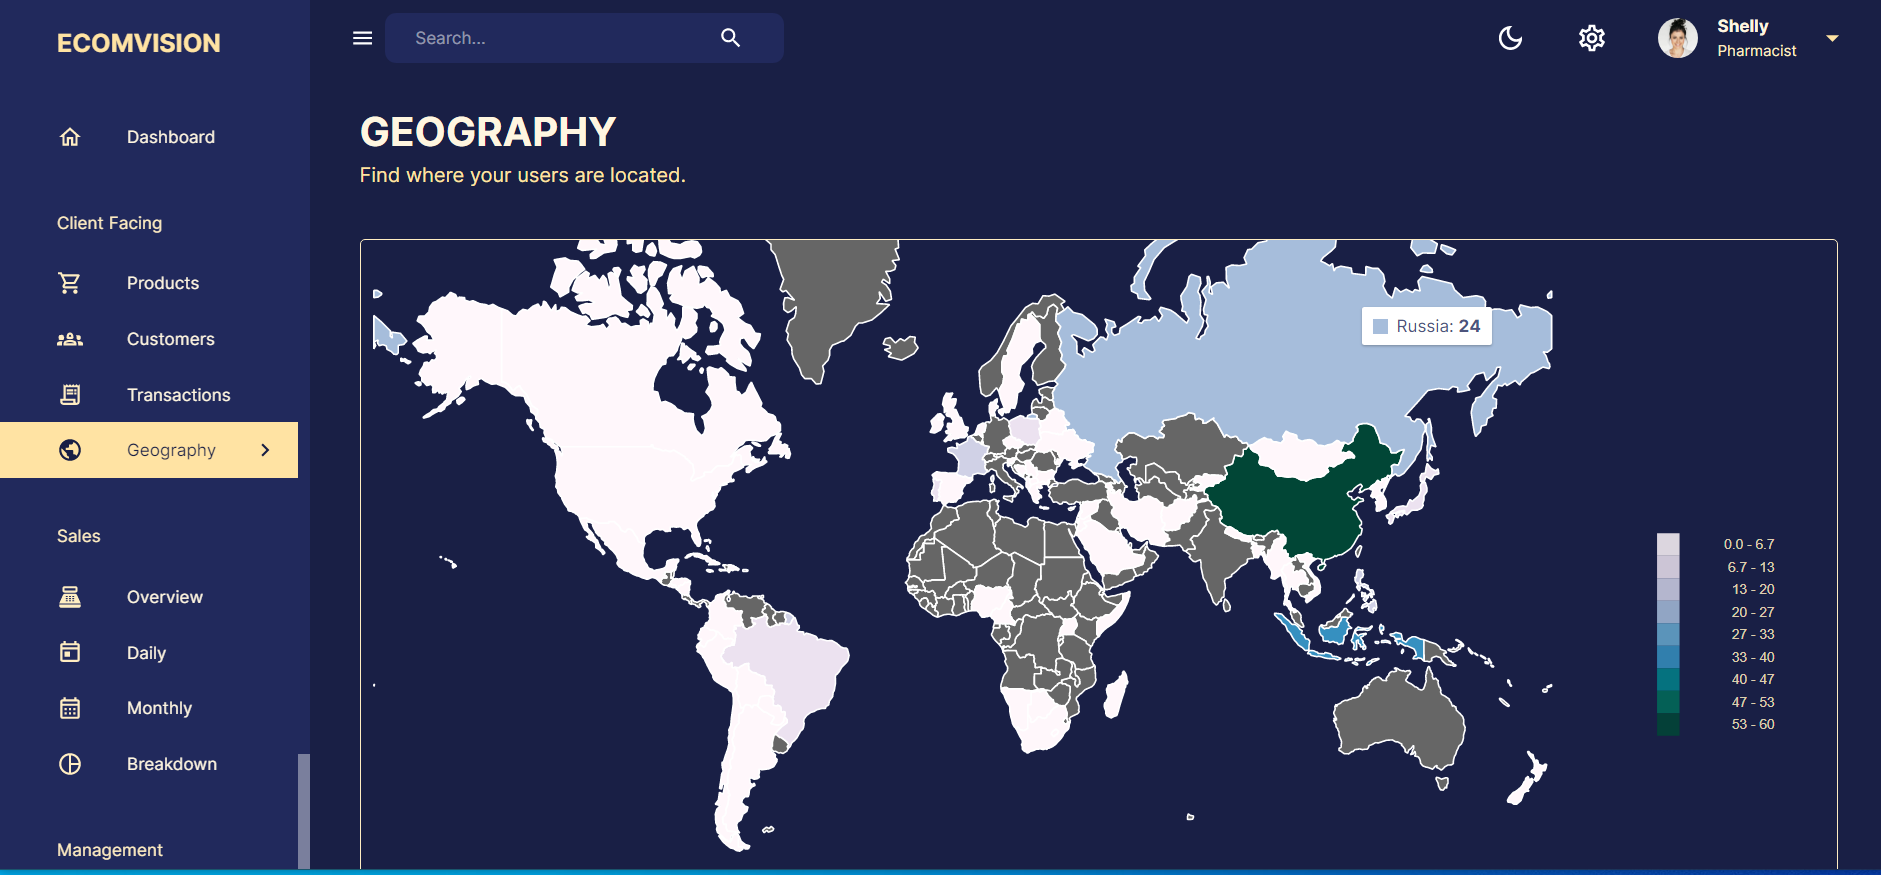 ECOMVISION
Search...
Shelly
Pharmacist
Dashboard
Client Facing
Products
Customers
Transactions
Geography
Sales
Overview
Daily
Monthly
Breakdown
Management
GEOGRAPHY
Find where your users are located.
Russia: 24
0.0 - 6.7
6.7 - 13
13 - 20
20 - 27
27 - 33
33 - 40
40 - 47
47 - 53
53 - 60